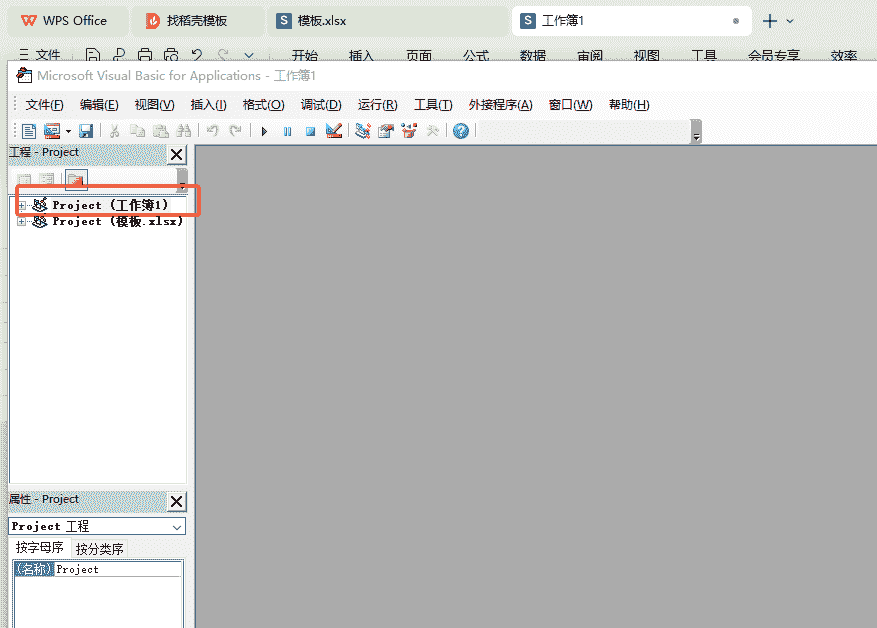 WPS Office 找稻壳模板 模板.xlsx 工作簿1
文件 开始 插入 页面 公式 数据 审阅 视图 工具 会员专享 效率
Microsoft Visual Basic for Applications - 工作簿1
文件(F) 编辑(E) 视图(V) 插入(I) 格式(O) 调试(D) 运行(R) 工具(T) 外接程序(A) 窗口(W) 帮助(H)
工程 - Project
Project (工作簿1)
Project (模板.xlsx)
属性 - Project
Project 工程
按字母序 按分类序
(名称) Project